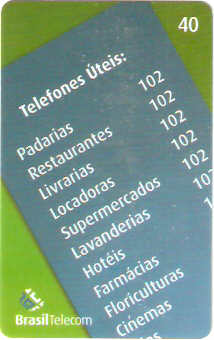 40
Telefones Úteis:
Padarias 102
Restaurantes 102
Livrarias 102
Locadoras 102
Supermercados 102
Lavanderias 102
Hotéis
Farmácias
Floriculturas
Cinemas
BrasilTelecom